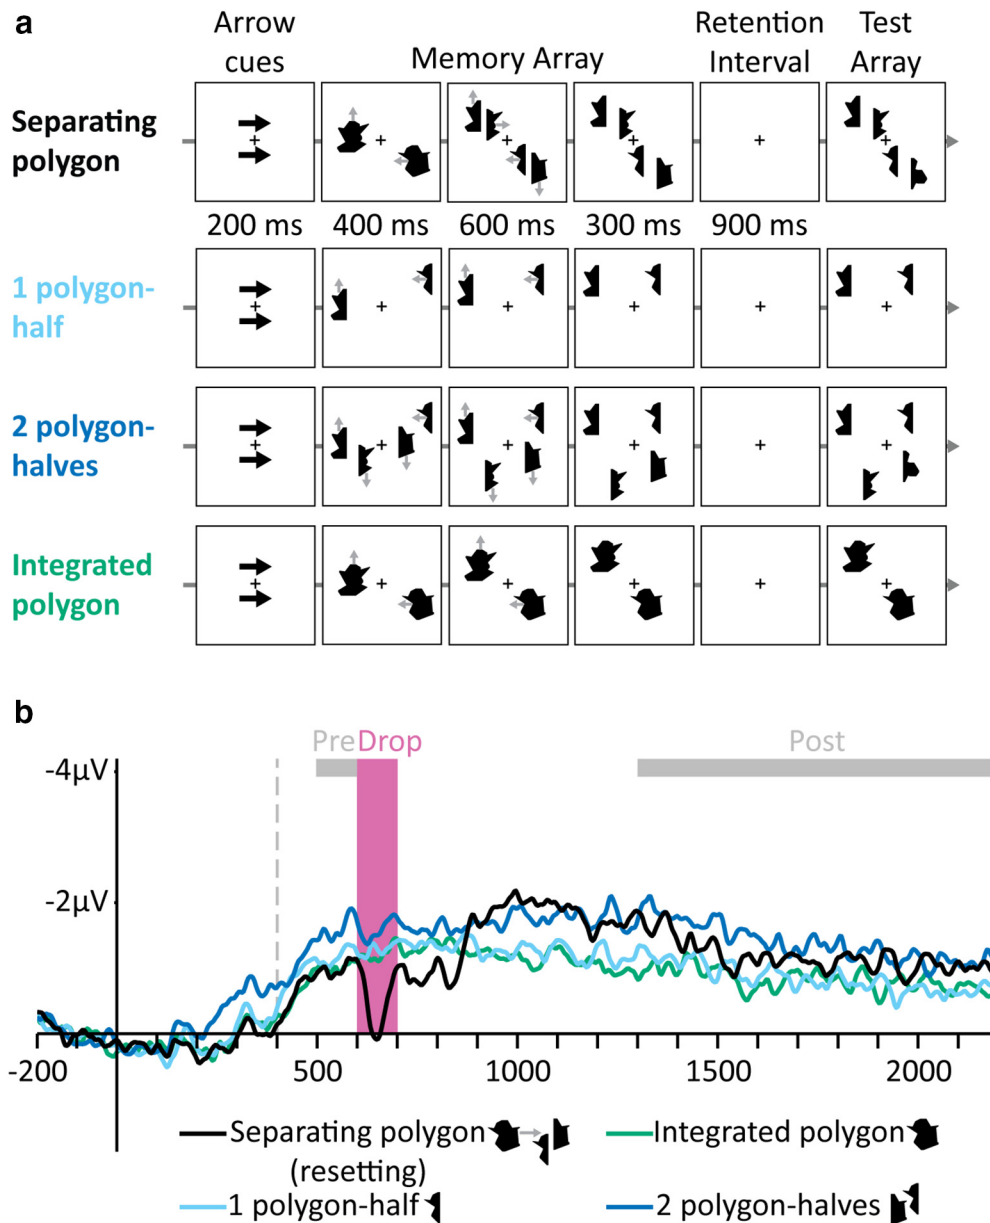 a
Arrow cues
Memory Array
Retention Interval
Test Array
Separating polygon
200 ms 400 ms 600 ms 300 ms 900 ms
1 polygon-
half
2 polygon-
halves
Integrated
polygon
b
Pre Drop Post
-4µV
-2µV
-200 500 1000 1500 2000
Separating polygon
(resetting)
Integrated polygon
1 polygon-half
2 polygon-halves